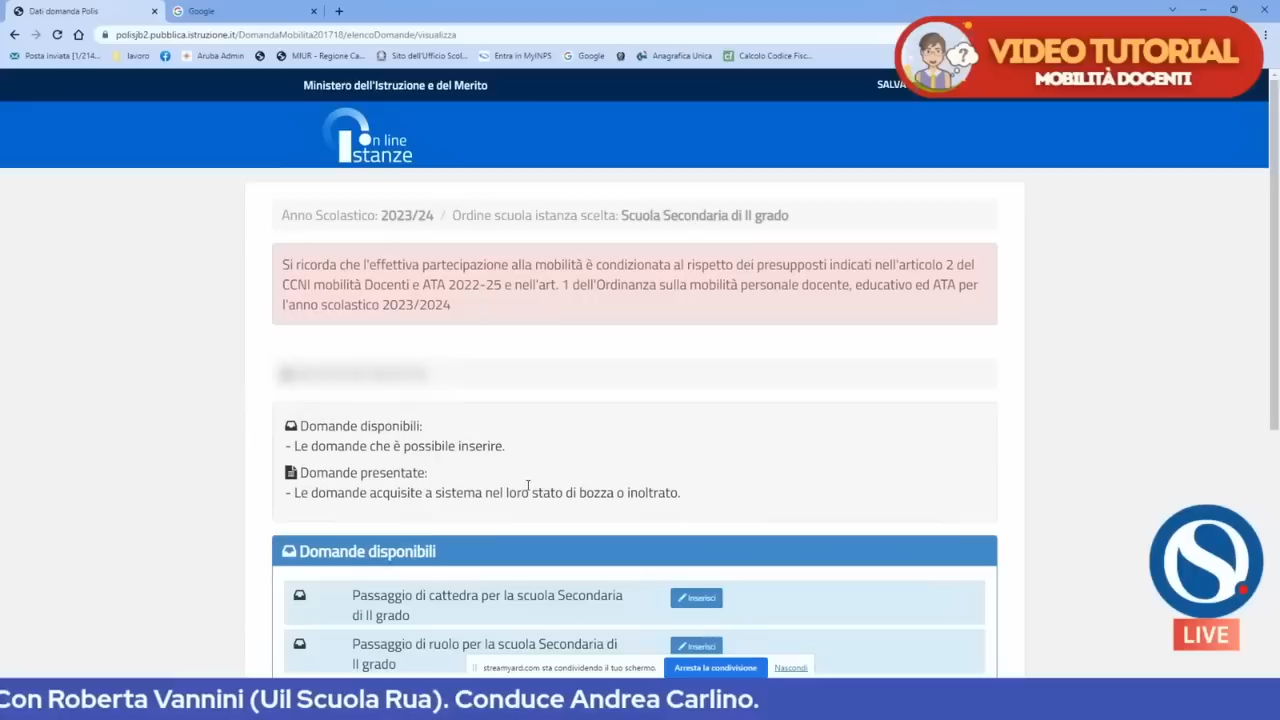 Dati domanda Polis
Google
polisjb2.pubblica.istruzione.it/DomandaMobilita201718/elencoDomande/visualizza
Posta inviata [1/214...
lavoro
Aruba Admin
MIUR - Regione Ca...
Sito dell'Ufficio Scol...
Entra in MyINPS
Google
Anagrafica Unica
Calcolo Codice Fisc...
VIDEO TUTORIAL
MOBILITÀ DOCENTI
Ministero dell'Istruzione e del Merito
SALVA
on line
Istanze
Anno Scolastico: 2023/24 / Ordine scuola istanza scelta: Scuola Secondaria di II grado
Si ricorda che l'effettiva partecipazione alla mobilità è condizionata al rispetto dei presupposti indicati nell'articolo 2 del
CCNI mobilità Docenti e ATA 2022-25 e nell'art. 1 dell'Ordinanza sulla mobilità personale docente, educativo ed ATA per
l'anno scolastico 2023/2024
Domande disponibili:
- Le domande che è possibile inserire.
Domande presentate:
- Le domande acquisite a sistema nel loro stato di bozza o inoltrato.
Domande disponibili
Passaggio di cattedra per la scuola Secondaria
di II grado
Inserisci
Passaggio di ruolo per la scuola Secondaria di
II grado
Inserisci
streamyard.com sta condividendo il tuo schermo.
Arresta la condivisione
Nascondi
LIVE
Con Roberta Vannini (Uil Scuola Rua). Conduce Andrea Carlino.